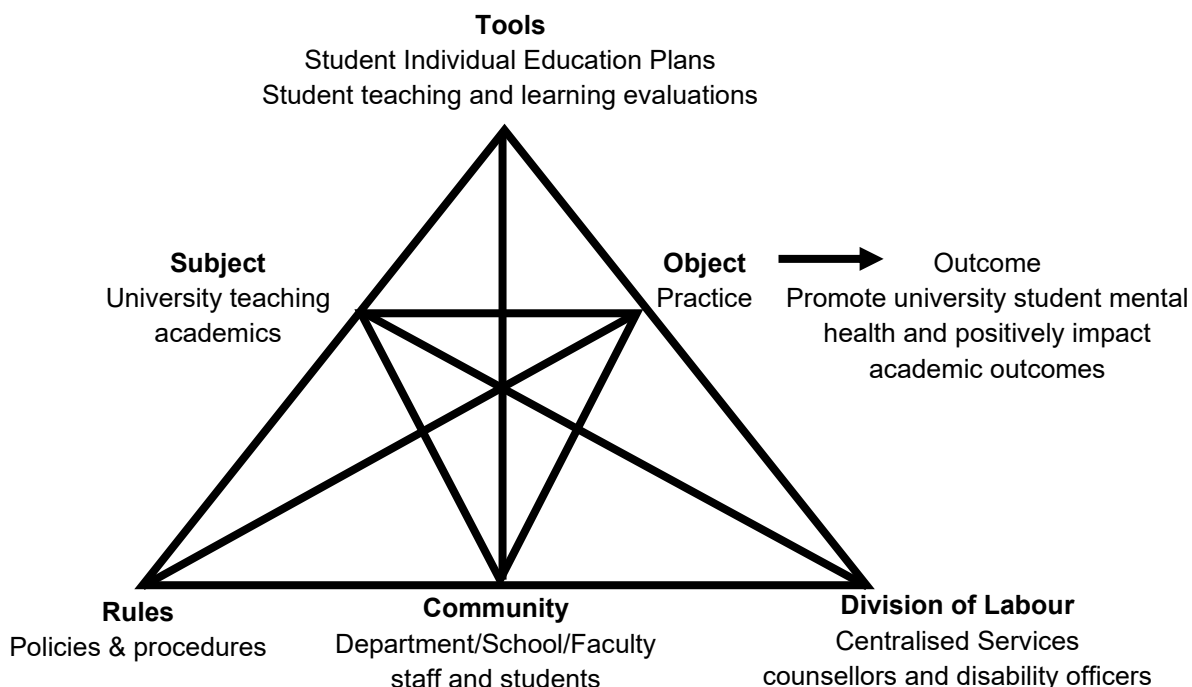 Tools
Student Individual Education Plans
Student teaching and learning evaluations
Subject
University teaching
academics
Object
Practice
Outcome
Promote university student mental
health and positively impact
academic outcomes
Rules
Policies & procedures
Community
Department/School/Faculty
staff and students
Division of Labour
Centralised Services
counsellors and disability officers